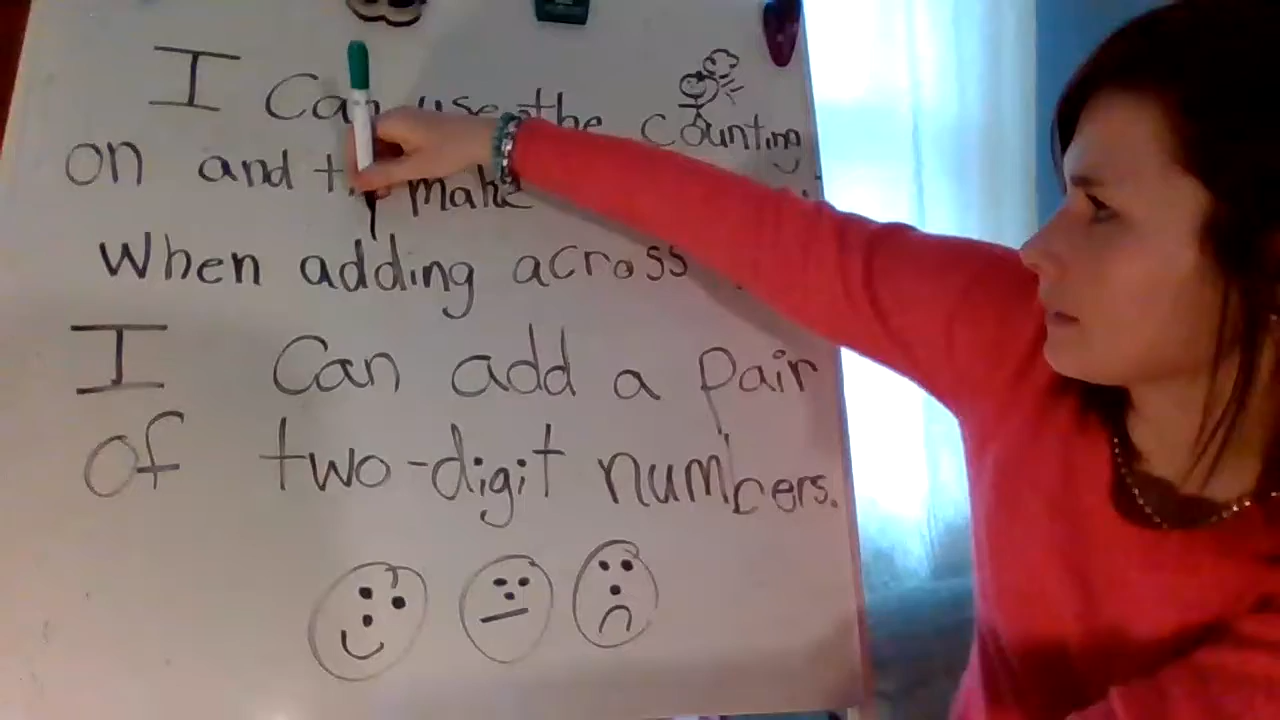 I Can use the counting
on and make
When adding across
I Can add a pair
of two-digit numbers.